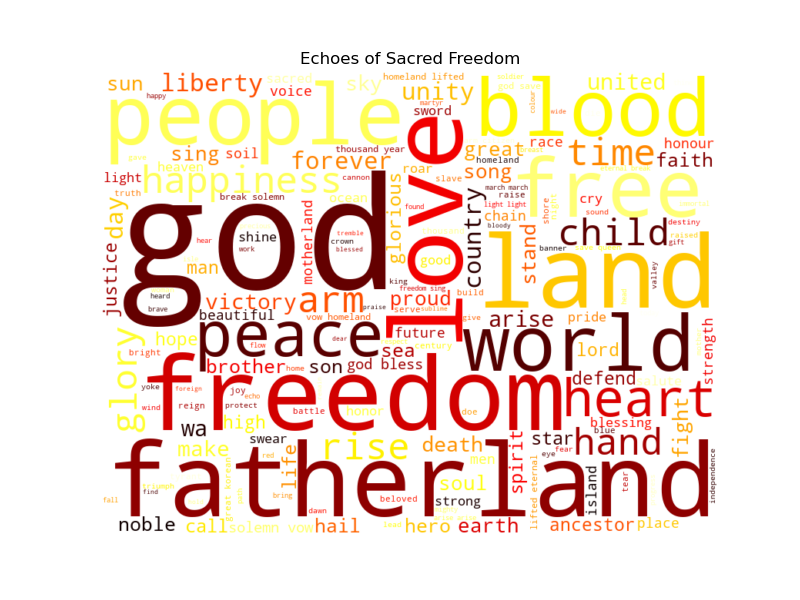 Echoes of Sacred Freedom
sun liberty sacred sky homeland lifted golden united
voice unity god save colour wide
happy people martyr blood
sword race honour
sing soil thousand year roar great time
forever homeland faith
light heaven cannon slave song free
truth happiness march march raise cry
break solemn ocean found light light
day god love chain shore sound destiny
glorious bloody child raised gift
hear shine tremble crown motherland country stand banner
work blessed good land valley
justice man king
heard freedom sing build
brave victory arm praise proud
serve sublime give
beautiful vow homeland arise pride
hope peace future world
flow dear century lord strength
bright brother son god bless sea
home defend
yoke joy foreign freedom heart
glory echo
wind reign protect battle honor doe blessing
high blue fight
wa rise star hand
swear death fear
make red life men spirit eye
fatherland independence
triumph soul island tear
find bring beloved strong lifted eternal
fall great korean dawn
noble call solemn vow hail hero earth ancestor place